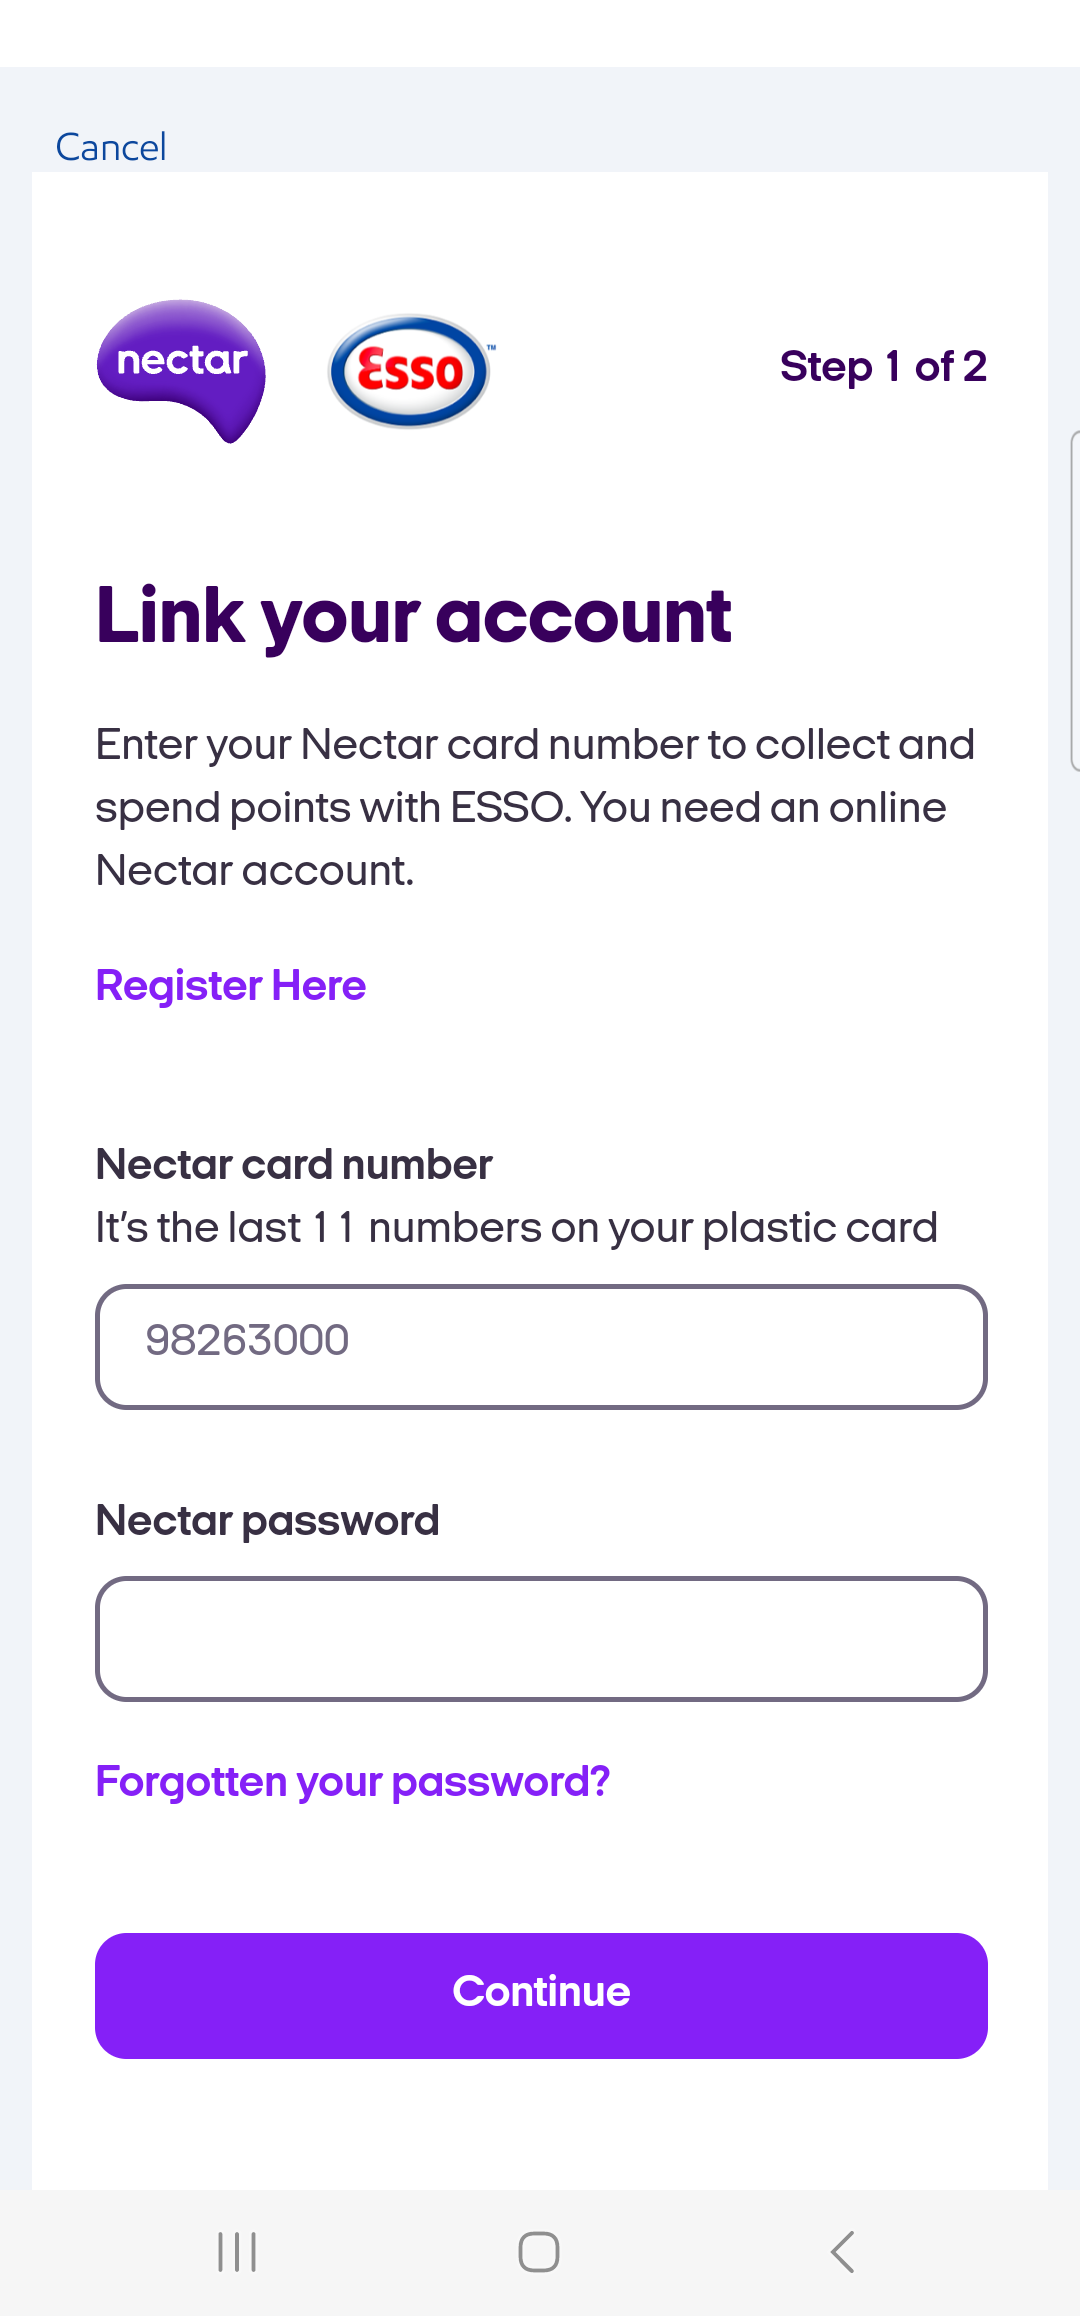 Cancel
nectar
Esso™
Step 1 of 2
Link your account
Enter your Nectar card number to collect and
spend points with ESSO. You need an online
Nectar account.
Register Here
Nectar card number
It's the last 11 numbers on your plastic card
98263000
Nectar password
Forgotten your password?
Continue